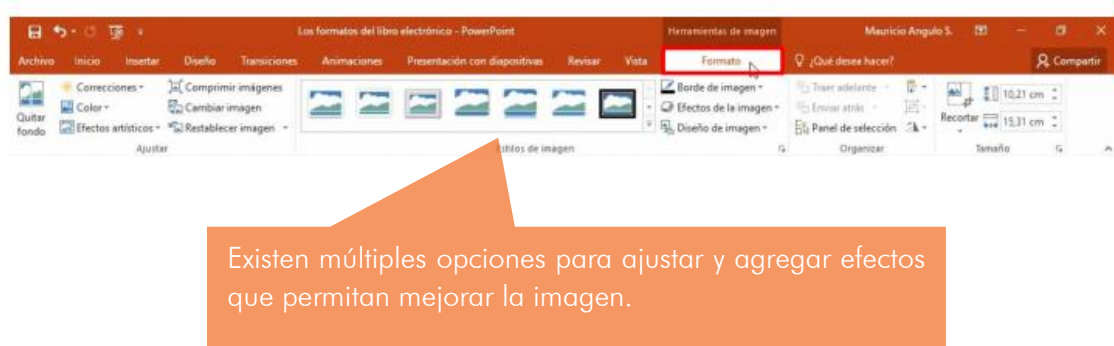 Los formatos del libro electrónico - PowerPoint
Herramientas de imagen
Mauricio Angulo S.
Archivo Inicio Insertar Diseño Transiciones Animaciones Presentación con diapositivas Revisar Vista Formato ¿Qué desea hacer? Compartir
Quitar fondo
Correcciones
Color
Efectos artísticos
Comprimir imágenes
Cambiar imagen
Restablecer imagen
Ajustar
Estilos de imagen
Borde de imagen
Efectos de la imagen
Diseño de imagen
Traer adelante
Enviar atrás
Panel de selección
Organizar
Recortar
10,21 cm
15,31 cm
Tamaño
Existen múltiples opciones para ajustar y agregar efectos
que permitan mejorar la imagen.